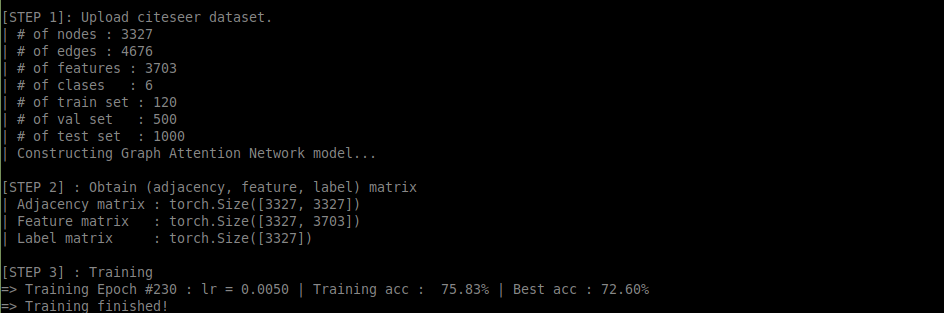 [STEP 1]: Upload citeseer dataset.
| # of nodes : 3327
| # of edges : 4676
| # of features : 3703
| # of clases   : 6
| # of train set : 120
| # of val set   : 500
| # of test set  : 1000
| Constructing Graph Attention Network model...
[STEP 2] : Obtain (adjacency, feature, label) matrix
| Adjacency matrix : torch.Size([3327, 3327])
| Feature matrix   : torch.Size([3327, 3703])
| Label matrix     : torch.Size([3327])
[STEP 3] : Training
=> Training Epoch #230 : lr = 0.0050 | Training acc :  75.83% | Best acc : 72.60%
=> Training finished!